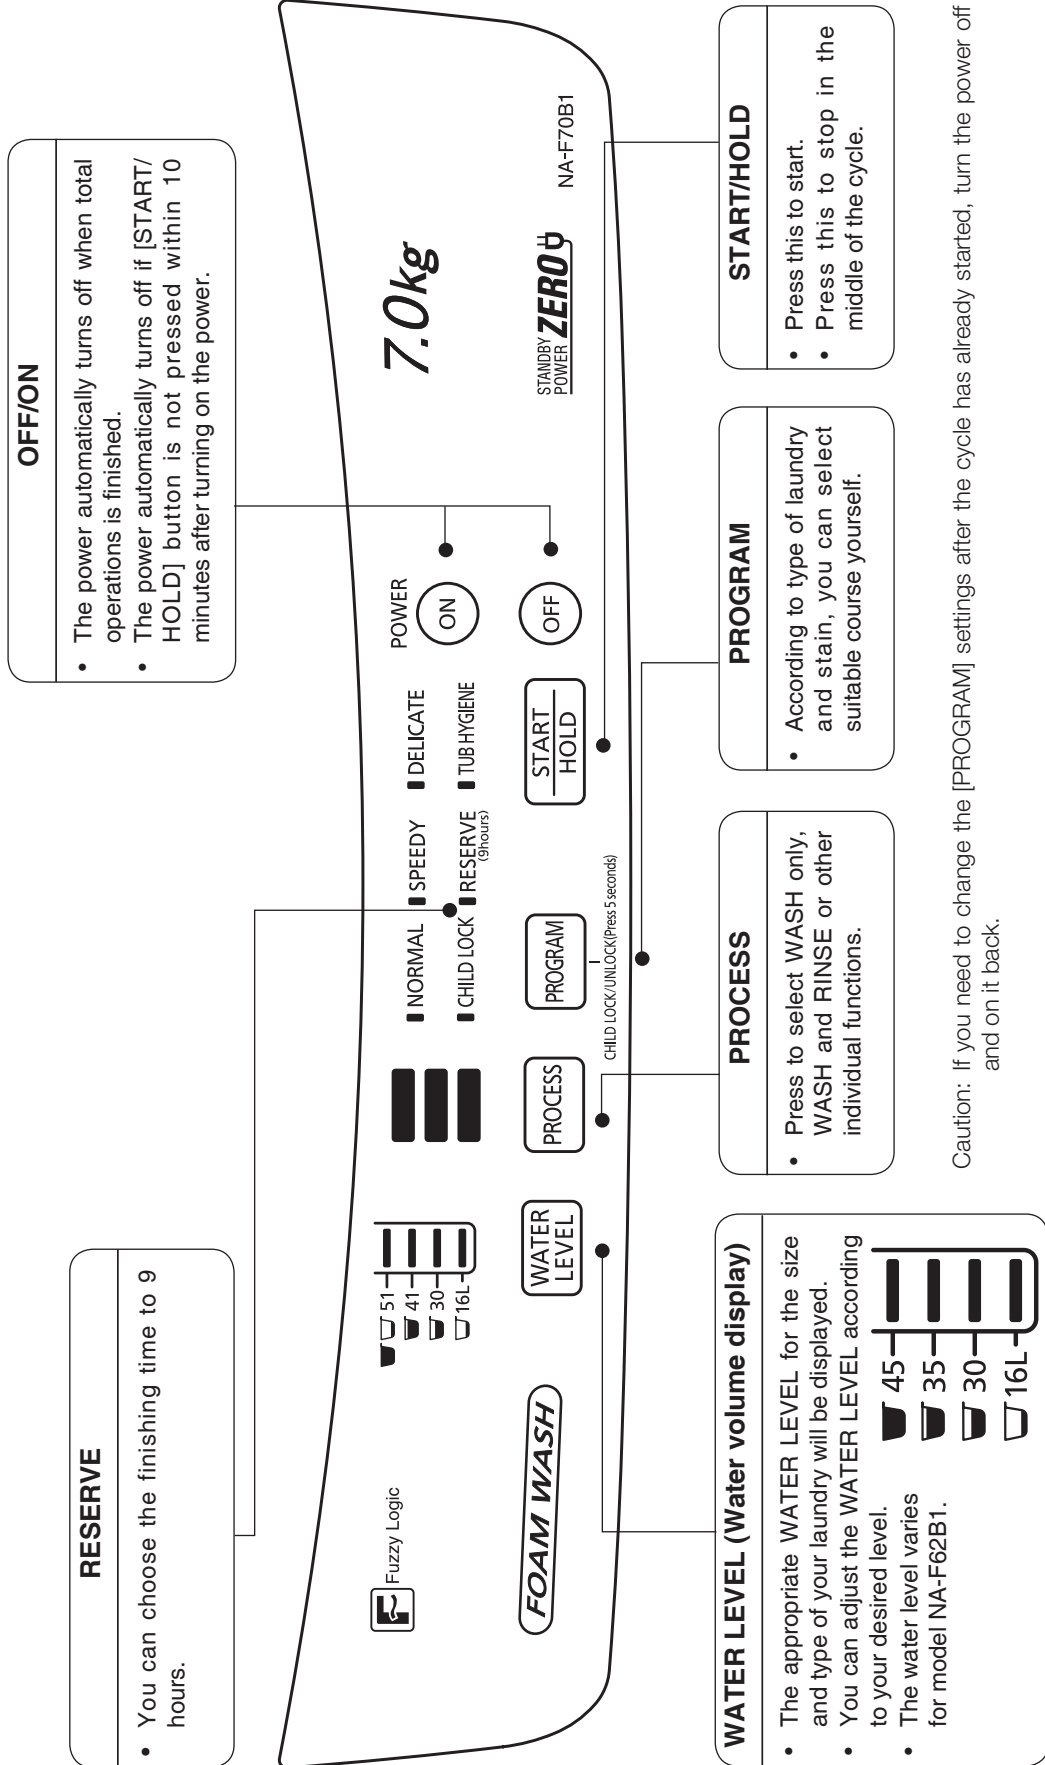 RESERVE
• You can choose the finishing time to 9
hours.
OFF/ON
• The power automatically turns off when total
operations is finished.
• The power automatically turns off if [START/
HOLD] button is not pressed within 10
minutes after turning on the power.
Fuzzy Logic
FOAM WASH
51
41
30
16L
NORMAL
SPEEDY
DELICATE
CHILD LOCK
RESERVE
(9hours)
TUB HYGIENE
POWER
ON
OFF
7.0kg
STANDBY
POWER ZERO
NA-F70B1
WATER
LEVEL
PROCESS
PROGRAM
START
HOLD
CHILD LOCK/UNLOCK(Press 5 seconds)
WATER LEVEL (Water volume display)
• The appropriate WATER LEVEL for the size
and type of your laundry will be displayed.
• You can adjust the WATER LEVEL according
to your desired level.
• The water level varies
for model NA-F62B1.
45
35
30
16L
PROCESS
• Press to select WASH only,
WASH and RINSE or other
individual functions.
PROGRAM
• According to type of laundry
and stain, you can select
suitable course yourself.
START/HOLD
• Press this to start.
• Press this to stop in the
middle of the cycle.
Caution: If you need to change the [PROGRAM] settings after the cycle has already started, turn the power off
and on it back.